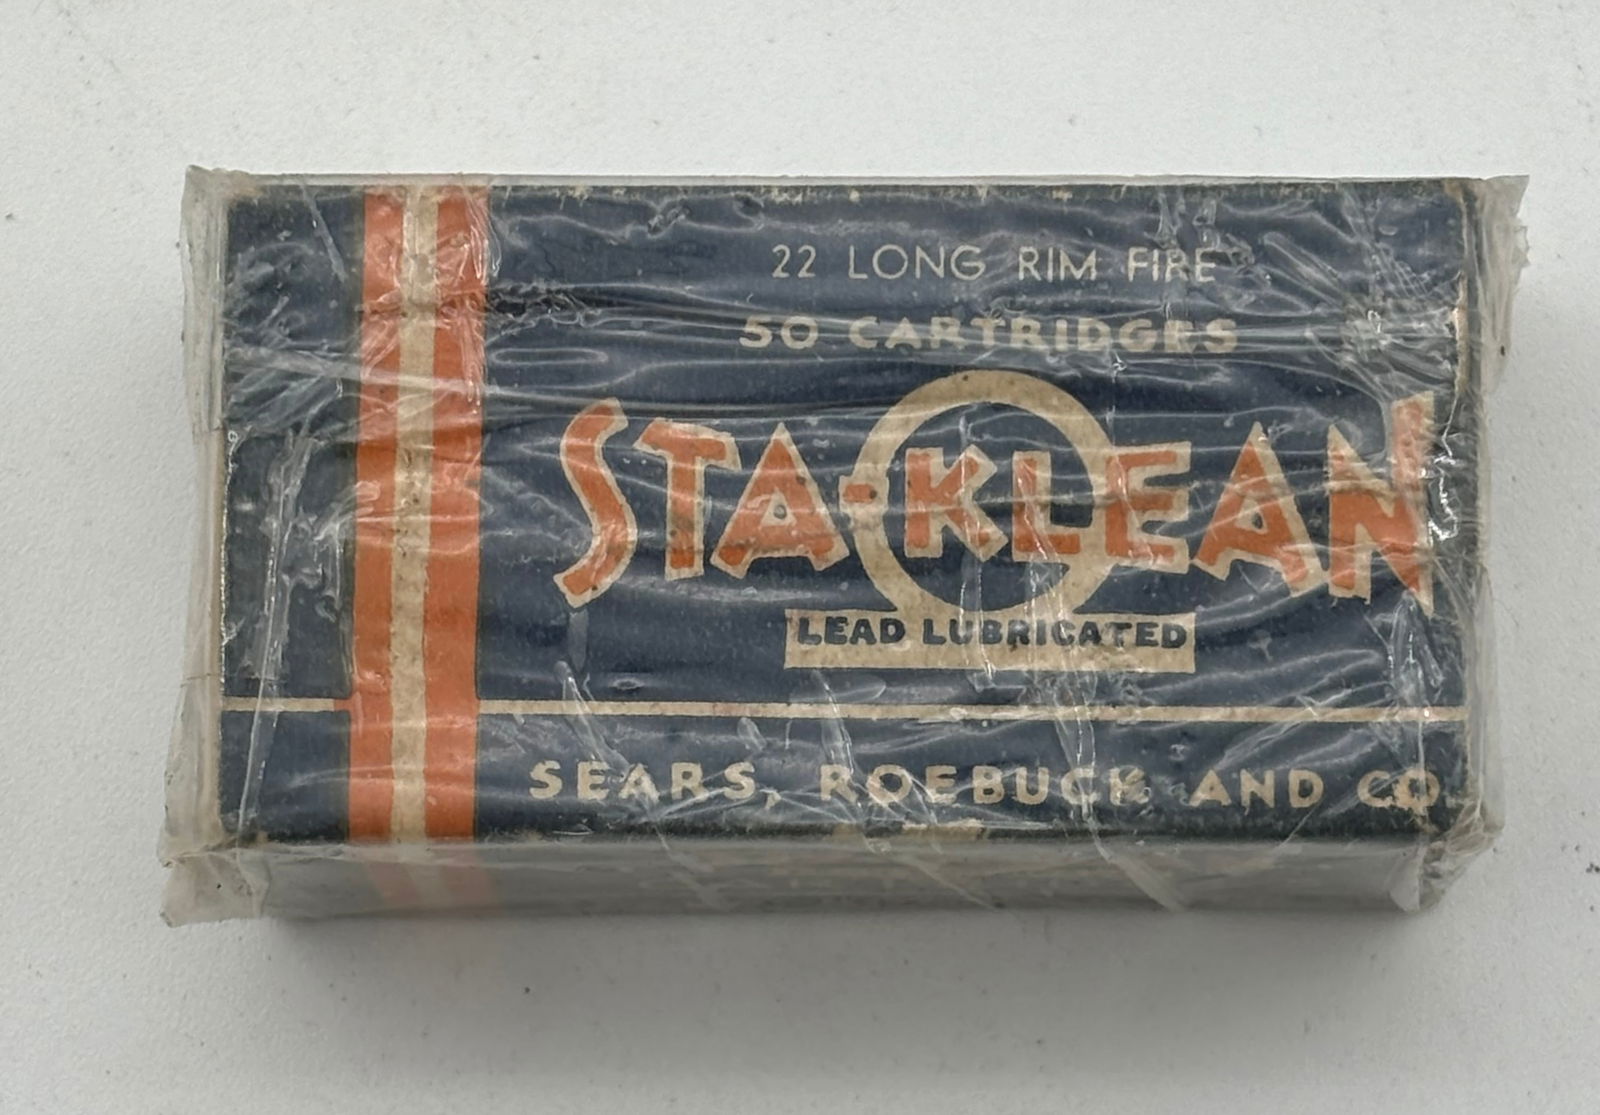 22 LONG RIM FIRE
50 CARTRIDGES
STA-KLEAN
LEAD LUBRICATED
SEARS, ROEBUCK AND CO.